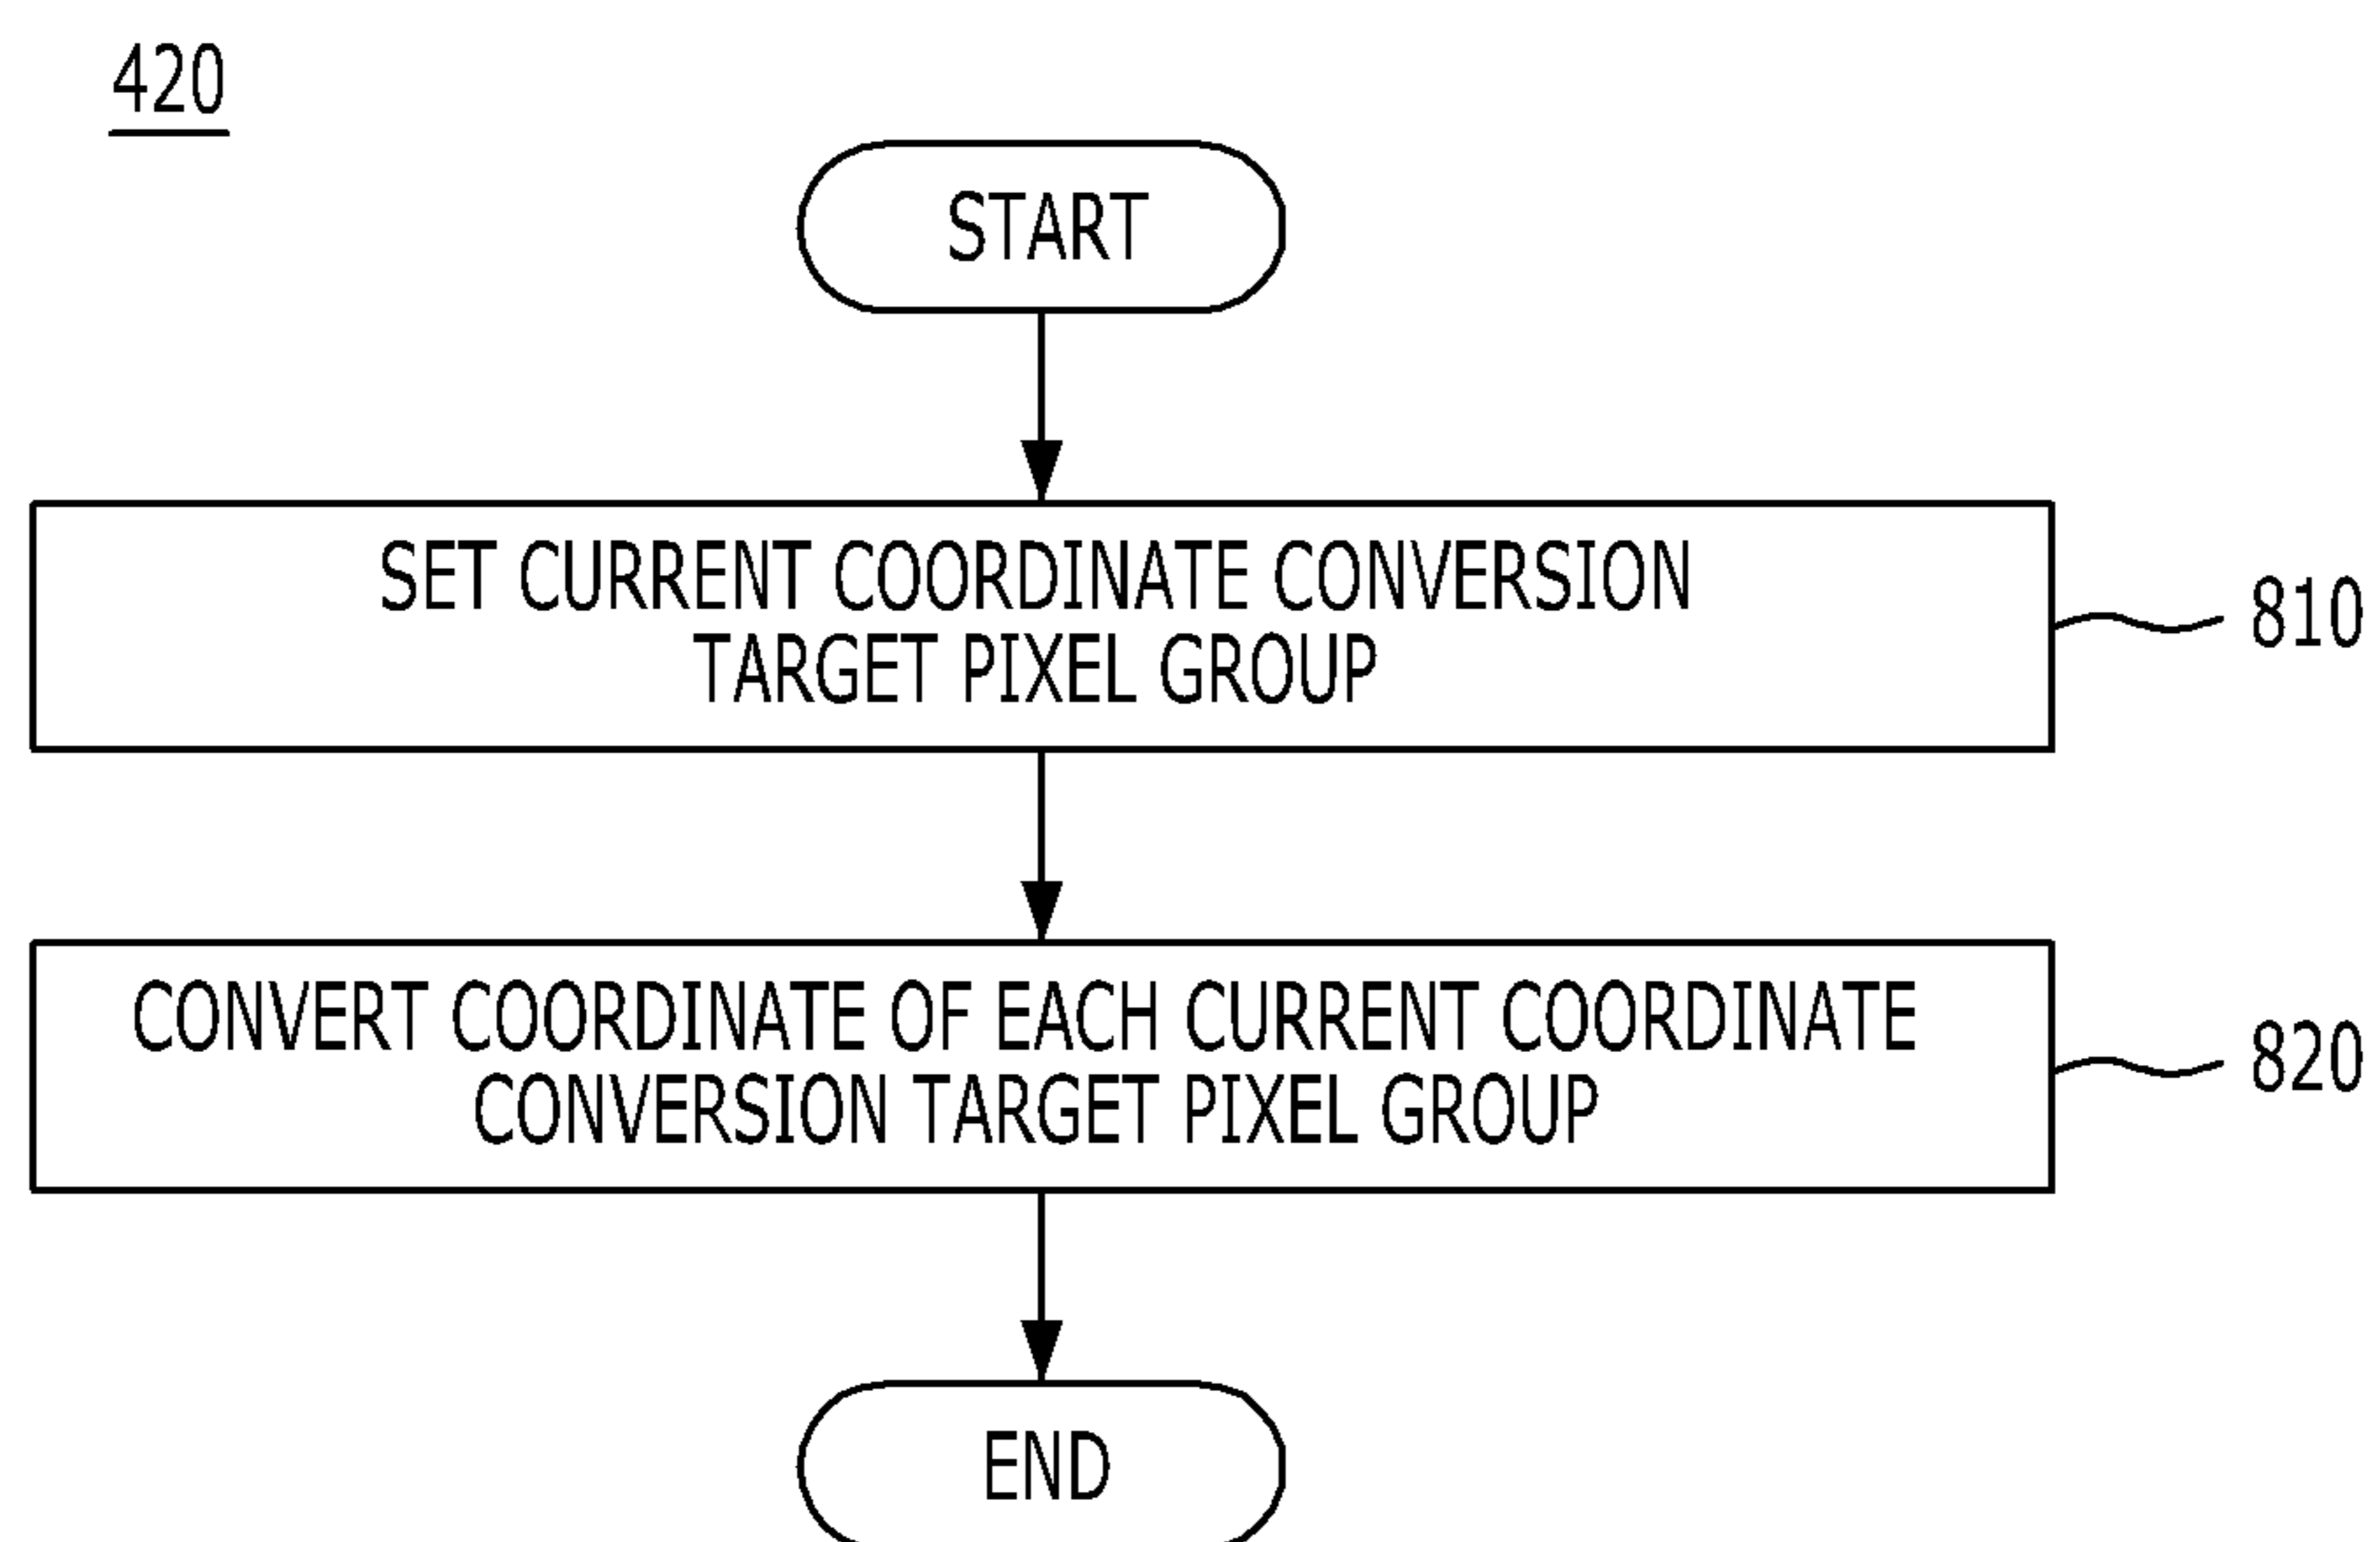 420
START
SET CURRENT COORDINATE CONVERSION
TARGET PIXEL GROUP
810
CONVERT COORDINATE OF EACH CURRENT COORDINATE
CONVERSION TARGET PIXEL GROUP
820
END